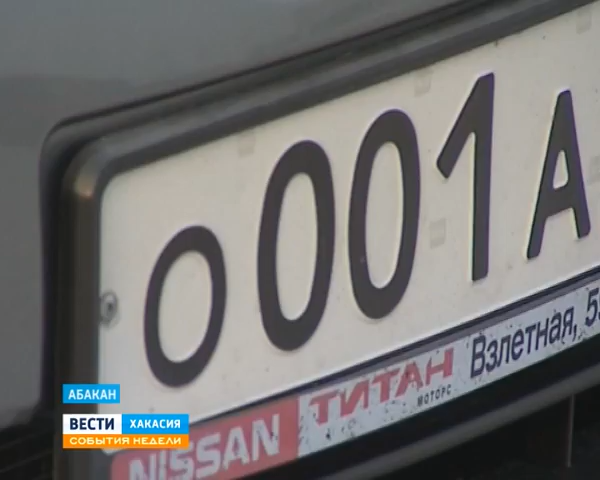 О001А
NISSAN ТИТАН МОТОРС Взлетная, 5
АБАКАН
ВЕСТИ ХАКАСИЯ
СОБЫТИЯ НЕДЕЛИ